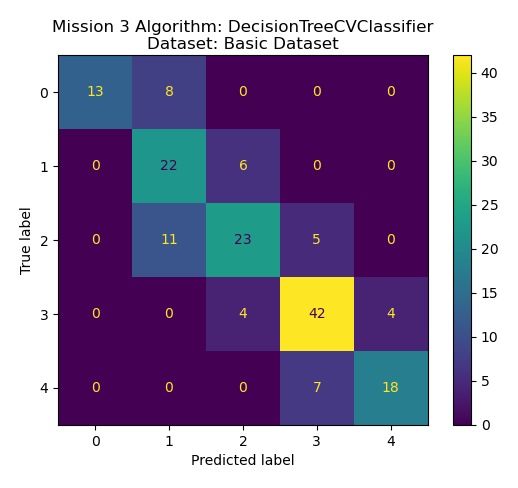 Mission 3 Algorithm: DecisionTreeCVClassifier
Dataset: Basic Dataset
0 13 8 0 0 0
1 0 22 6 0 0
2 0 11 23 5 0
3 0 0 4 42 4
4 0 0 0 7 18
0 1 2 3 4
Predicted label
True label
40
35
30
25
20
15
10
5
0